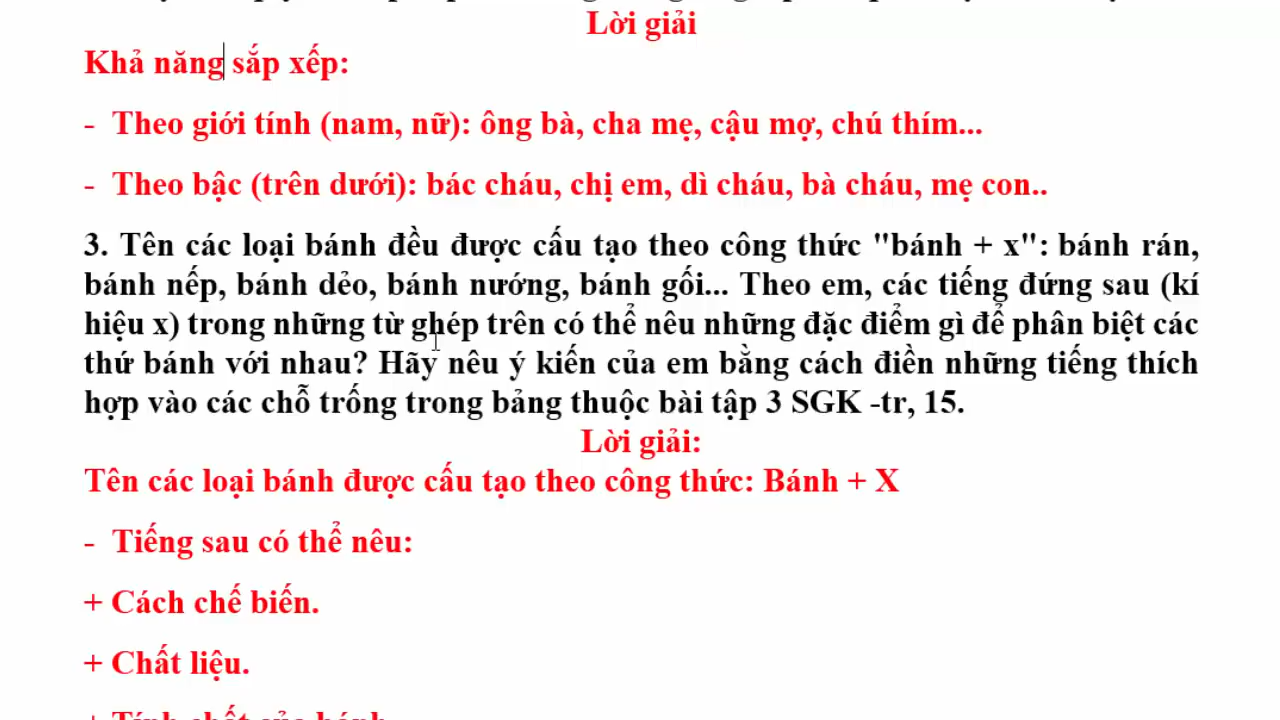 Lời giải
Khả năng sắp xếp:
- Theo giới tính (nam, nữ): ông bà, cha mẹ, cậu mợ, chú thím...
- Theo bậc (trên dưới): bác cháu, chị em, dì cháu, bà cháu, mẹ con..
3. Tên các loại bánh đều được cấu tạo theo công thức "bánh + x": bánh rán,
bánh nếp, bánh dẻo, bánh nướng, bánh gối... Theo em, các tiếng đứng sau (kí
hiệu x) trong những từ ghép trên có thể nêu những đặc điểm gì để phân biệt các
thứ bánh với nhau? Hãy nêu ý kiến của em bằng cách điền những tiếng thích
hợp vào các chỗ trống trong bảng thuộc bài tập 3 SGK -tr, 15.
Lời giải:
Tên các loại bánh được cấu tạo theo công thức: Bánh + X
- Tiếng sau có thể nêu:
+ Cách chế biến.
+ Chất liệu.
+ Tính chất của bánh